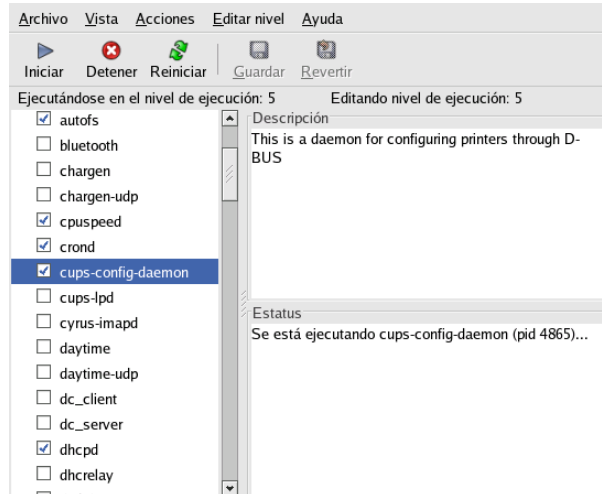 Archivo Vista Acciones Editar nivel Ayuda
Iniciar Detener Reiniciar Guardar Revertir
Ejecutándose en el nivel de ejecución: 5 Editando nivel de ejecución: 5
autofs
bluetooth
chargen
chargen-udp
cpuspeed
crond
cups-config-daemon
cups-lpd
cyrus-imapd
daytime
daytime-udp
dc_client
dc_server
dhcpd
dhcrelay
Descripción
This is a daemon for configuring printers through D-
BUS
Estatus
Se está ejecutando cups-config-daemon (pid 4865)...